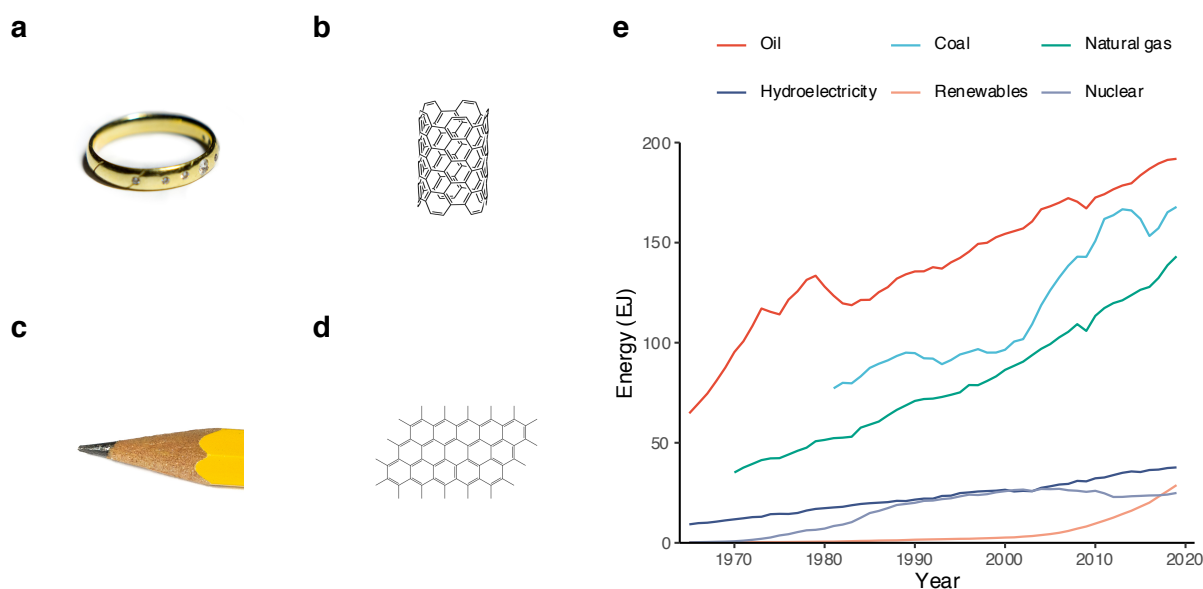 a
b
c
d
e
Oil
Coal
Natural gas
Hydroelectricity
Renewables
Nuclear
200
150
100
50
0
Energy (EJ)
1970 1980 1990 2000 2010 2020
Year